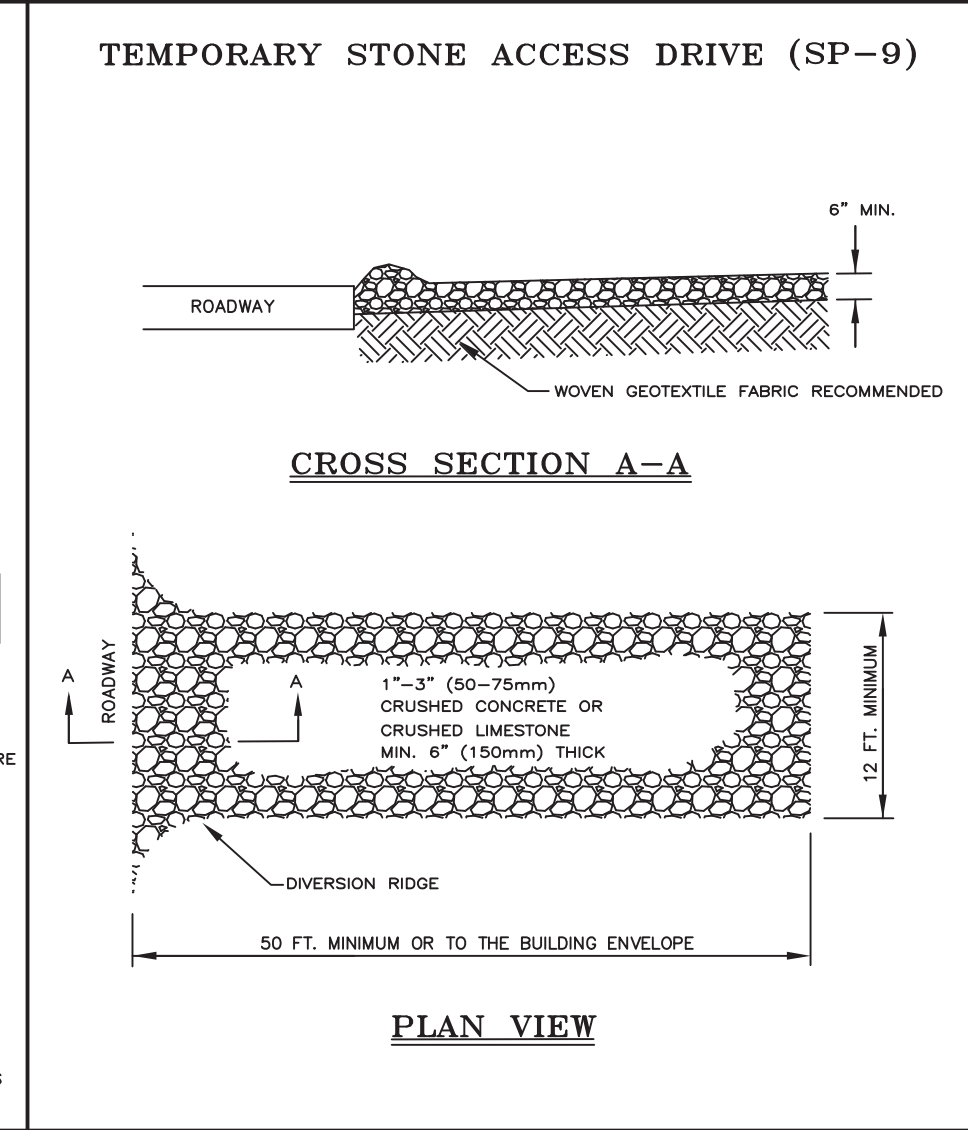 TEMPORARY STONE ACCESS DRIVE (SP-9)
6" MIN.
ROADWAY
WOVEN GEOTEXTILE FABRIC RECOMMENDED
CROSS SECTION A-A
ROADWAY
A
A
1"-3" (50-75mm)
CRUSHED CONCRETE OR
CRUSHED LIMESTONE
MIN. 6" (150mm) THICK
12 FT. MINIMUM
RE
DIVERSION RIDGE
50 FT. MINIMUM OR TO THE BUILDING ENVELOPE
PLAN VIEW
S